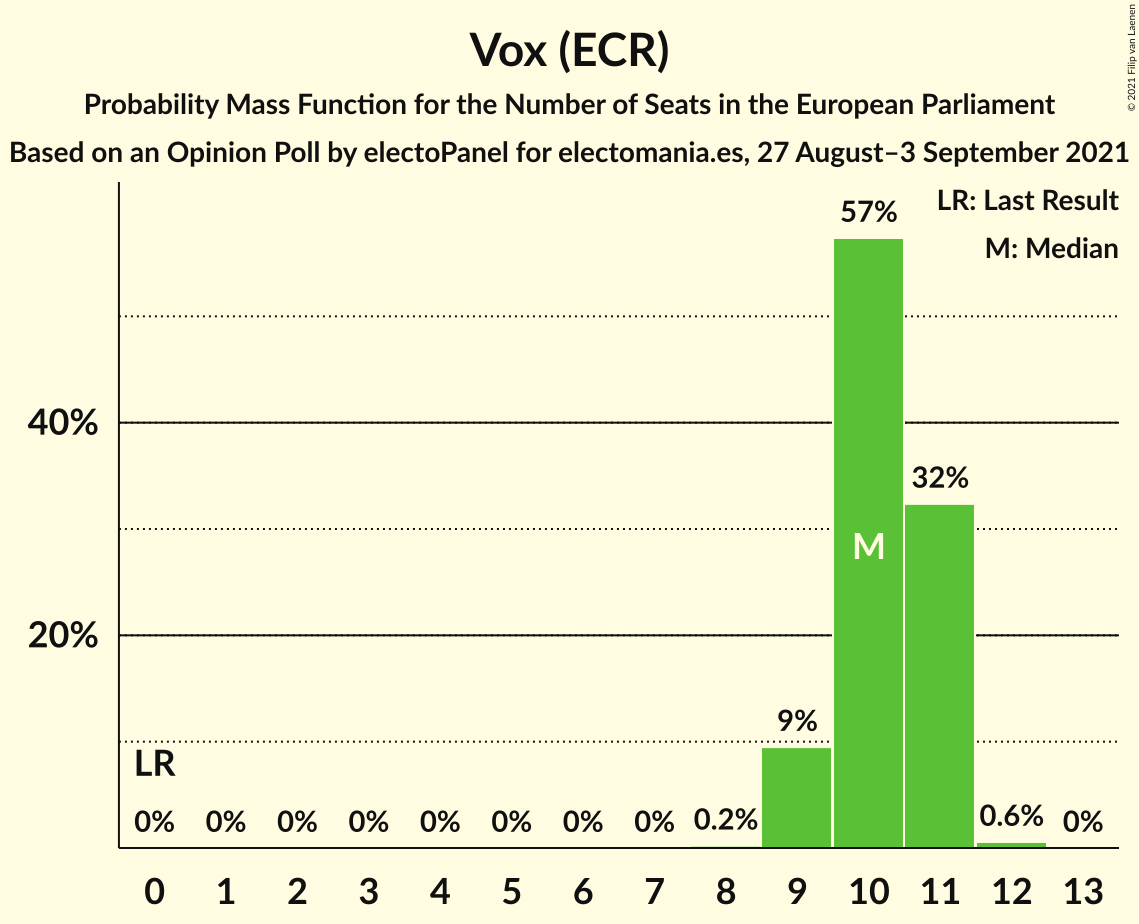 Vox (ECR)
Probability Mass Function for the Number of Seats in the European Parliament
Based on an Opinion Poll by electoPanel for electomania.es, 27 August–3 September 2021
© 2021 Filip van Laenen
LR: Last Result
M: Median
57%
40%
32%
M
20%
9%
LR
0% 0% 0% 0% 0% 0% 0% 0% 0.2% 0.6% 0%
0 1 2 3 4 5 6 7 8 9 10 11 12 13